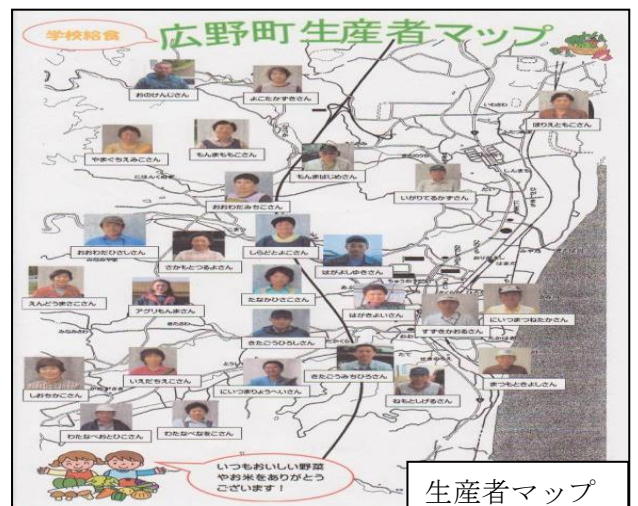 学校給食
広野町生産者マップ
おのけんじさん
よこたかずきさん
ほりえともこさん
やまぐちえみこさん
もんまももこさん
もんまはじめさん
いがりてるかずさん
おおわだみちこさん
おおわだひさしさん
さかもとつるよさん
しらどとよこさん
はがよしゆきさん
えんどうまさこさん
アグリもんまさん
たなかひさこさん
はがきよいさん
すずきかおるさん
にいつまつねたかさん
きたごうひろしさん
しおちかこさん
いえだちえこさん
にいつまりょうへいさん
きたごうみちひろさん
ねもとしげるさん
まつもときよしさん
わたなべおとひこさん
わたなべなをこさん
いつもおいしい野菜
やお米をありがとう
ございます！
生産者マップ